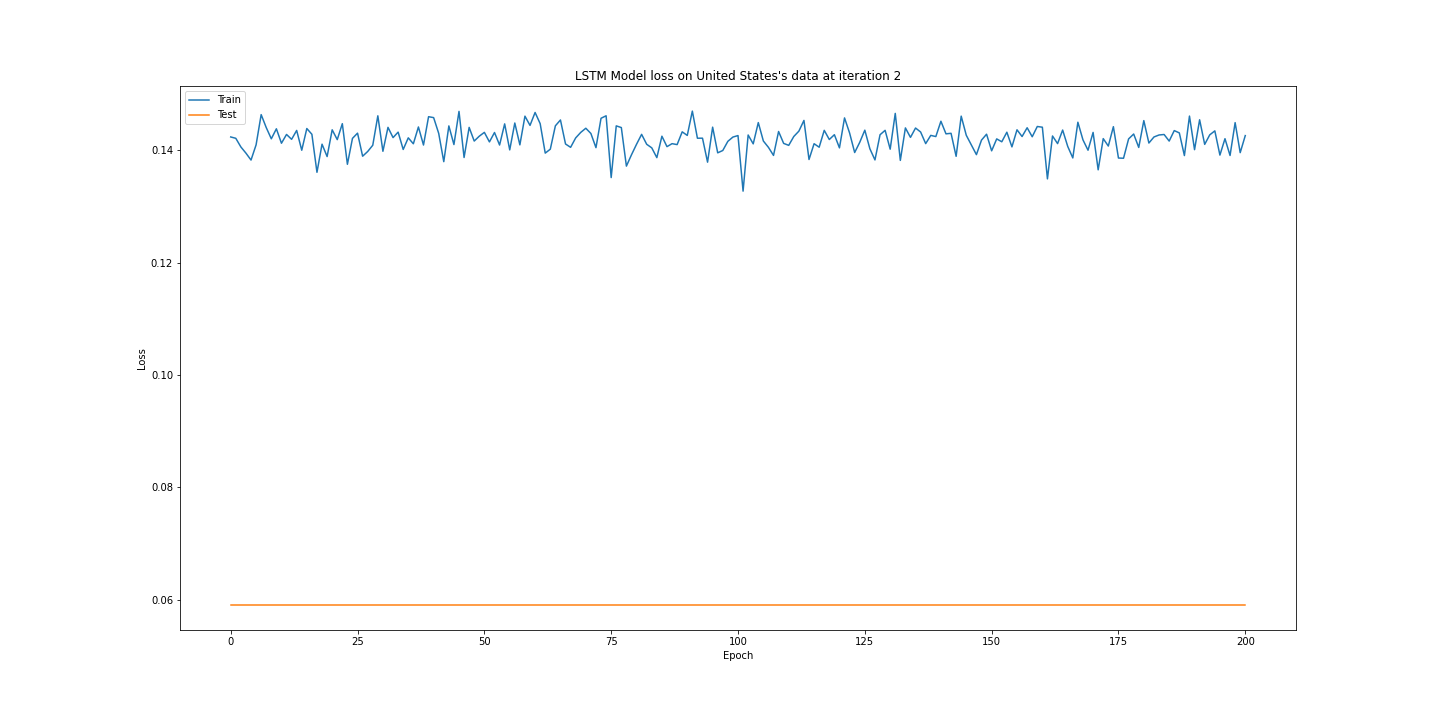 LSTM Model loss on United States's data at iteration 2
Train
Test
0.14
0.12
0.10
0.08
0.06
Loss
0 25 50 75 100 125 150 175 200
Epoch